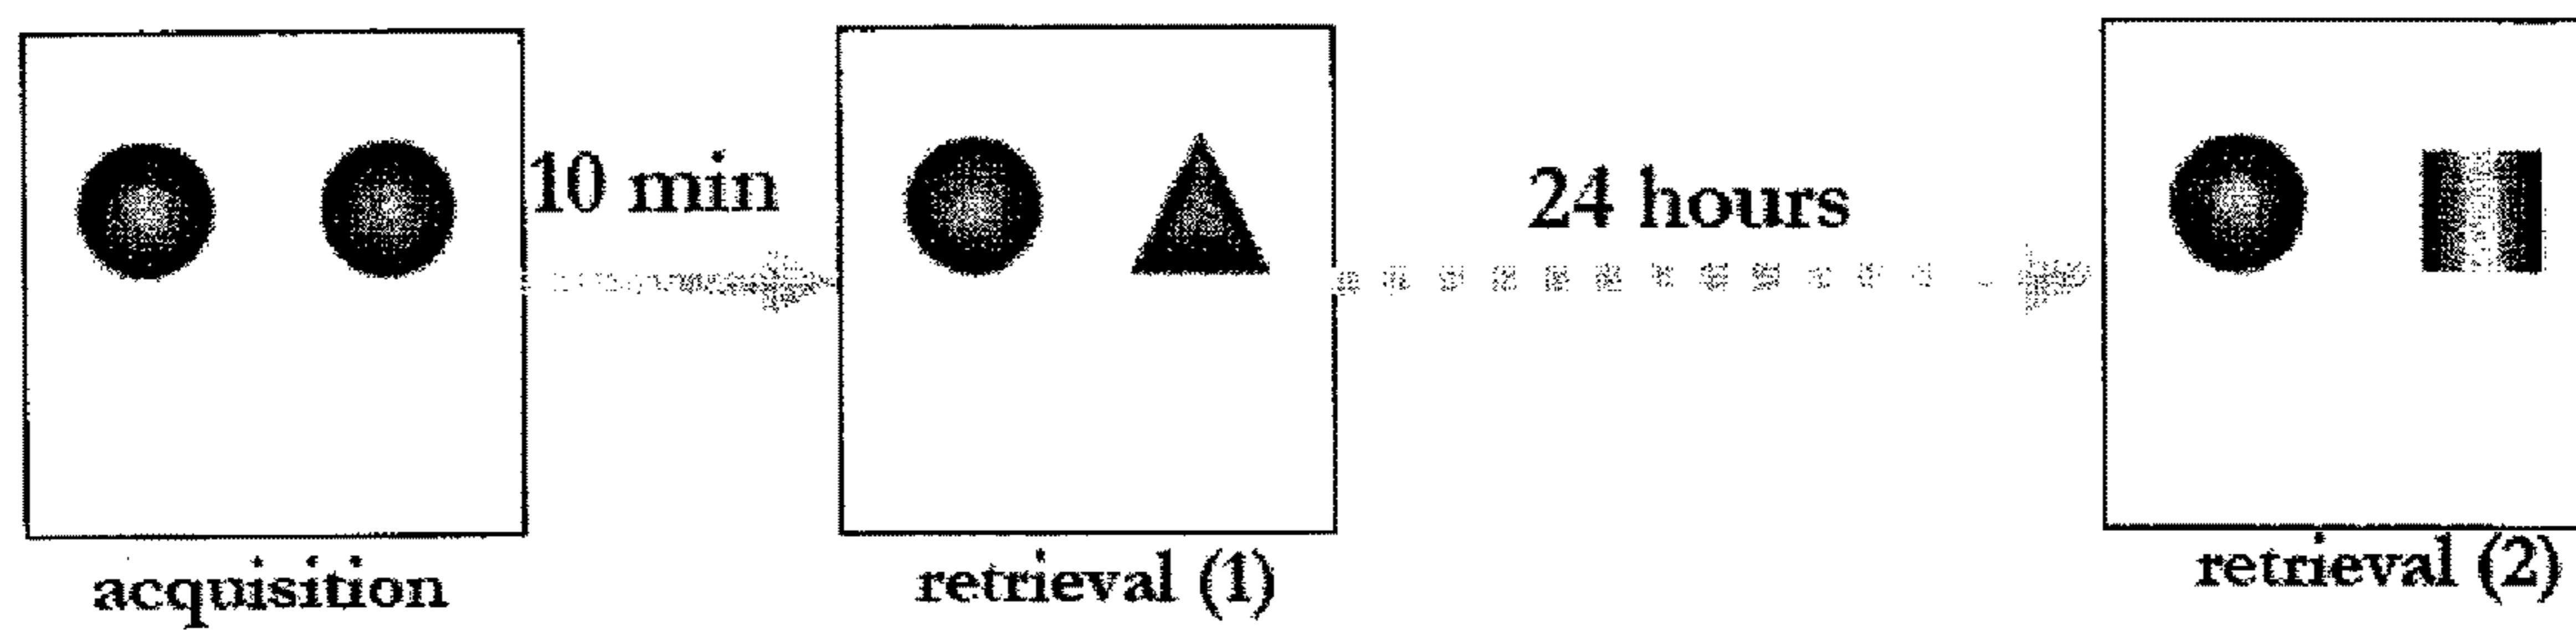 10 min
24 hours
acquisition
retrieval (1)
retrieval (2)